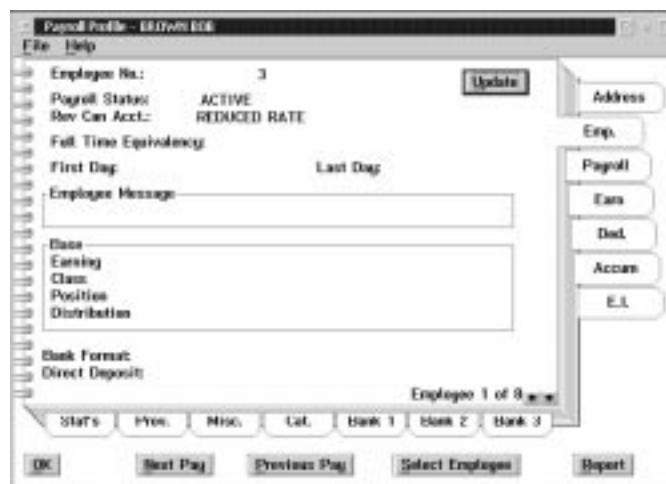 Payroll Profile - BROWN BOB
File Help
Employee No.: 3
Update
Payroll Status: ACTIVE
Rev Can Acct.: REDUCED RATE
Full Time Equivalency:
First Day: Last Day:
Employee Message
Base
Earning
Class
Position
Distribution
Bank Format:
Direct Deposit:
Employee 1 of 8
Address
Emp.
Payroll
Earn
Ded.
Accum
E.I.
Stat's Prov. Misc. Cat. Bank 1 Bank 2 Bank 3
OK Next Pay Previous Pay Select Employee Report